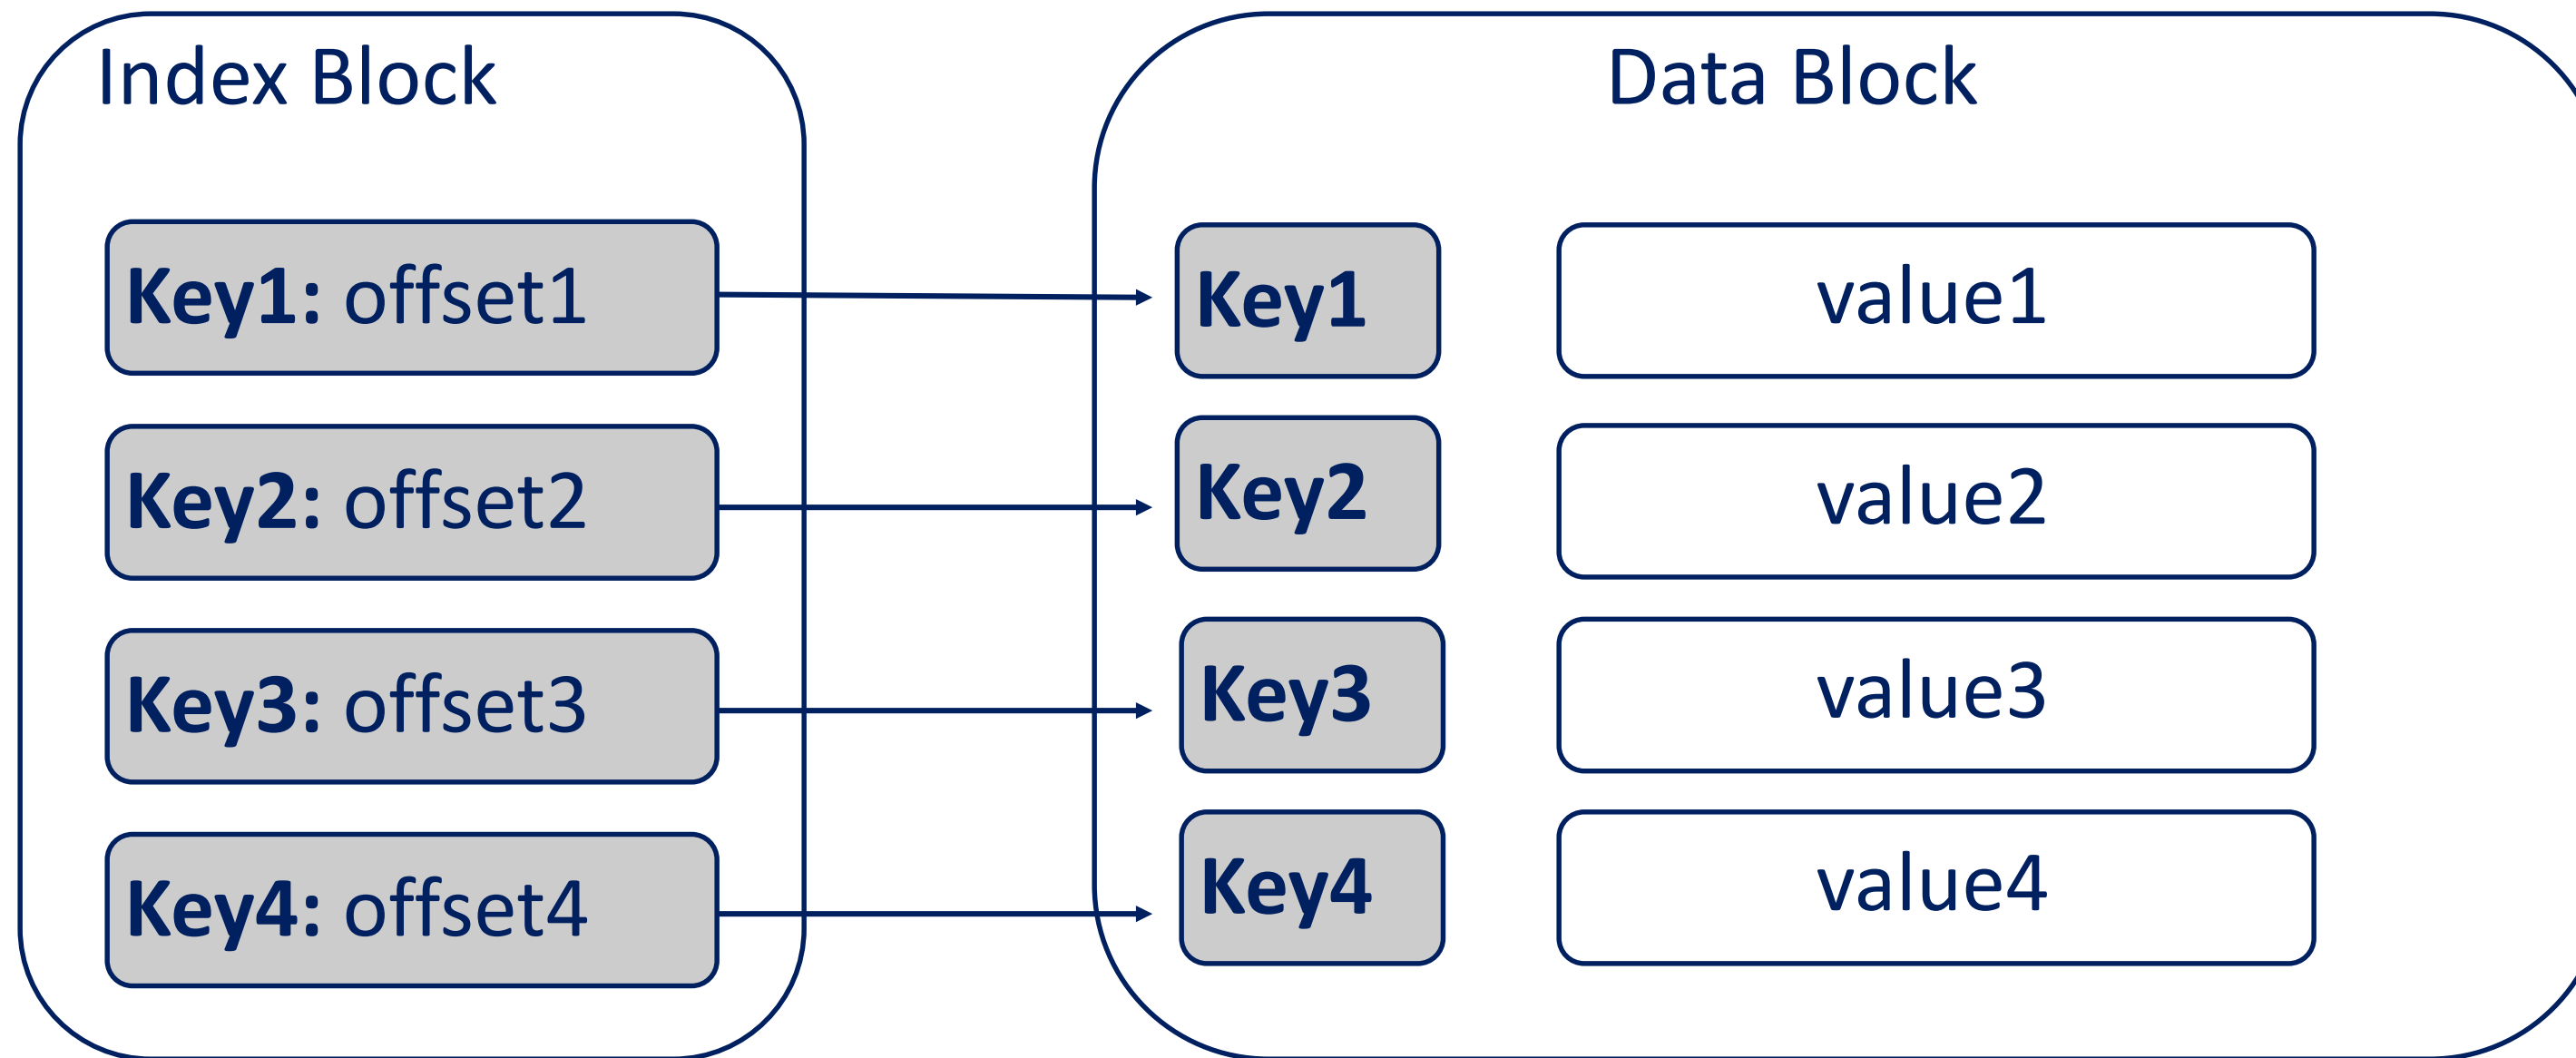 Index Block
Key1: offset1
Key2: offset2
Key3: offset3
Key4: offset4
Data Block
Key1 value1
Key2 value2
Key3 value3
Key4 value4